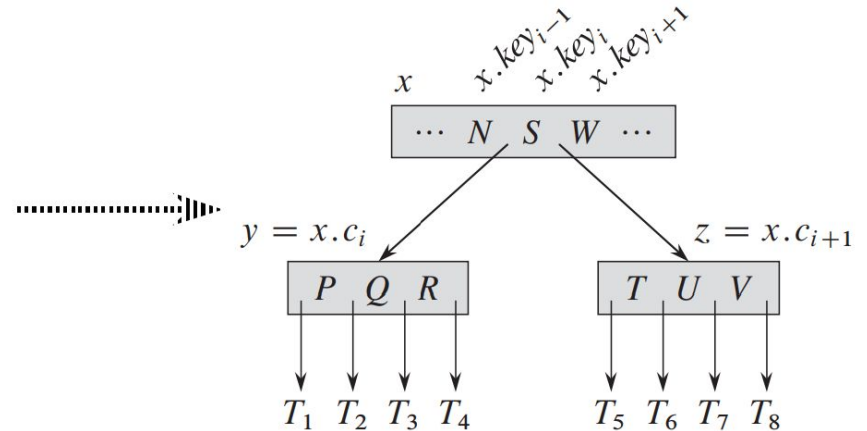 x x.key_{i-1} x.key_i x.key_{i+1}
··· N S W ···
y = x.c_i z = x.c_{i+1}
P Q R T U V
T_1 T_2 T_3 T_4 T_5 T_6 T_7 T_8